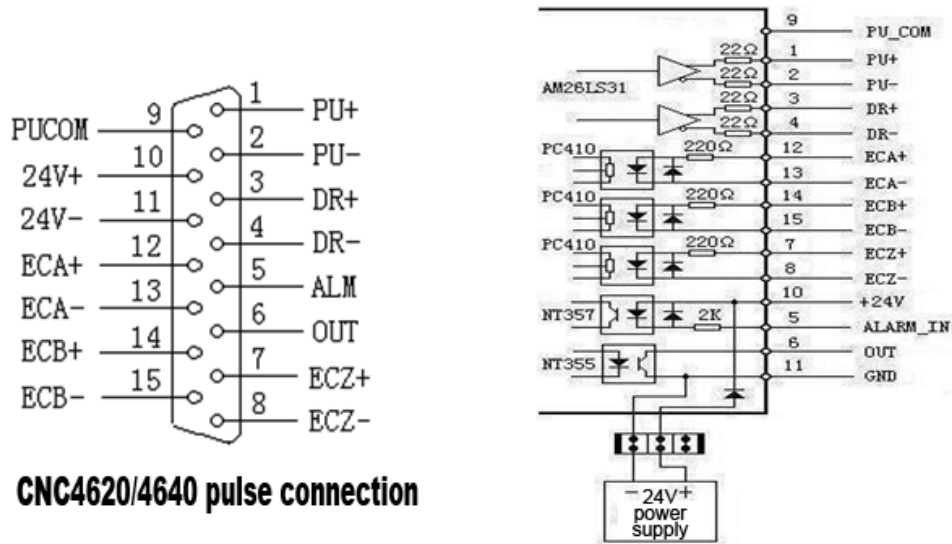 9 PUCOM
10 24V+
11 24V-
12 ECA+
13 ECA-
14 ECB+
15 ECB-
1 PU+
2 PU-
3 DR+
4 DR-
5 ALM
6 OUT
7 ECZ+
8 ECZ-
CNC4620/4640 pulse connection
9 PU_COM
22Ω 1 PU+
22Ω 2 PU-
AM26LS31
22Ω 3 DR+
22Ω 4 DR-
PC410 220Ω 12 ECA+
13 ECA-
PC410 220Ω 14 ECB+
15 ECB-
PC410 220Ω 7 ECZ+
8 ECZ-
10 +24V
NT357 2K 5 ALARM_IN
6 OUT
NT355 11 GND
- 24V+
power
supply